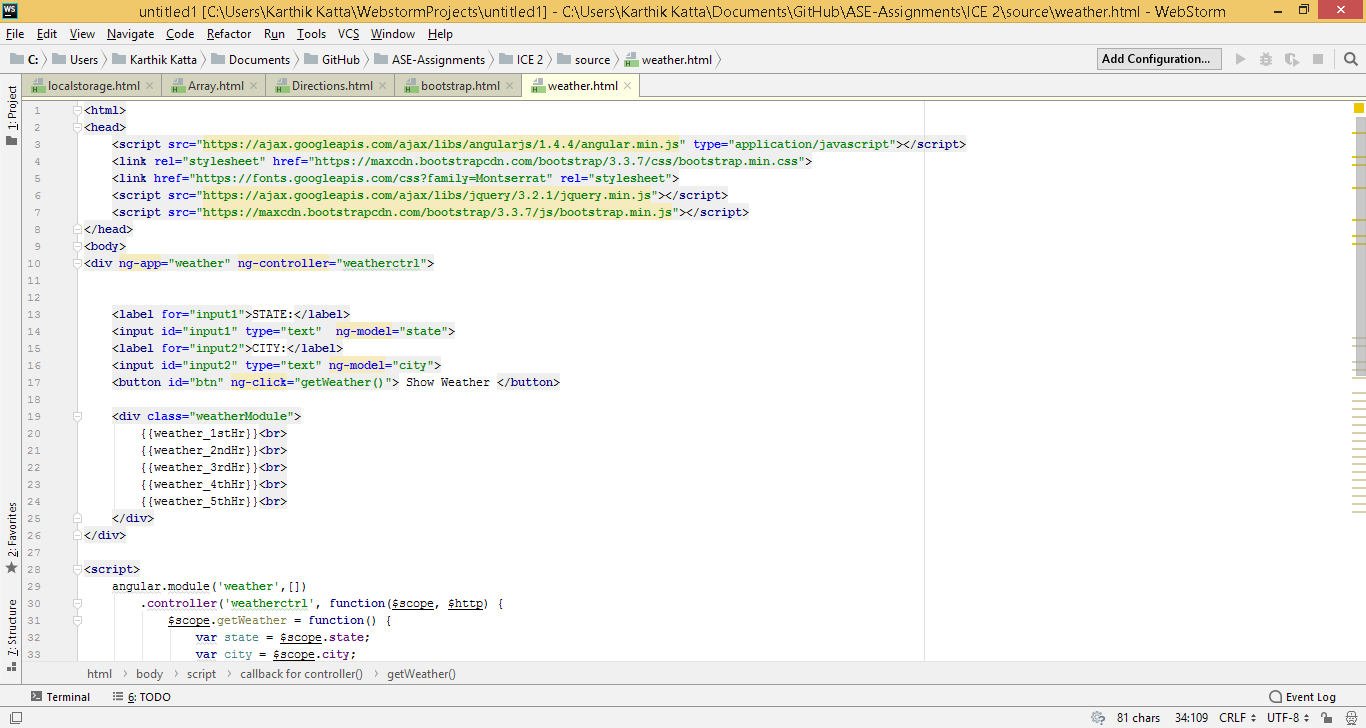 WS
untitled1 [C:\Users\Karthik Katta\WebstormProjects\untitled1] - C:\Users\Karthik Katta\Documents\GitHub\ASE-Assignments\ICE 2\source\weather.html - WebStorm
File Edit View Navigate Code Refactor Run Tools VCS Window Help
C: Users Karthik Katta Documents GitHub ASE-Assignments ICE 2 source weather.html Add Configuration...
localstorage.html Array.html Directions.html bootstrap.html weather.html
1: Project
2: Favorites
7: Structure
1 <html>
2 <head>
3 <script src="https://ajax.googleapis.com/ajax/libs/angularjs/1.4.4/angular.min.js" type="application/javascript"></script>
4 <link rel="stylesheet" href="https://maxcdn.bootstrapcdn.com/bootstrap/3.3.7/css/bootstrap.min.css">
5 <link href="https://fonts.googleapis.com/css?family=Montserrat" rel="stylesheet">
6 <script src="https://ajax.googleapis.com/ajax/libs/jquery/3.2.1/jquery.min.js"></script>
7 <script src="https://maxcdn.bootstrapcdn.com/bootstrap/3.3.7/js/bootstrap.min.js"></script>
8 </head>
9 <body>
10 <div ng-app="weather" ng-controller="weatherctrl">
11
12
13 <label for="input1">STATE:</label>
14 <input id="input1" type="text"  ng-model="state">
15 <label for="input2">CITY:</label>
16 <input id="input2" type="text" ng-model="city">
17 <button id="btn" ng-click="getWeather()"> Show Weather </button>
18
19 <div class="weatherModule">
20 {{weather_1stHr}}<br>
21 {{weather_2ndHr}}<br>
22 {{weather_3rdHr}}<br>
23 {{weather_4thHr}}<br>
24 {{weather_5thHr}}<br>
25 </div>
26 </div>
27
28 <script>
29 angular.module('weather',[])
30 .controller('weatherctrl', function($scope, $http) {
31 $scope.getWeather = function() {
32 var state = $scope.state;
33 var city = $scope.city;
html body script callback for controller() getWeather()
Terminal 6: TODO Event Log
81 chars 34:109 CRLF UTF-8